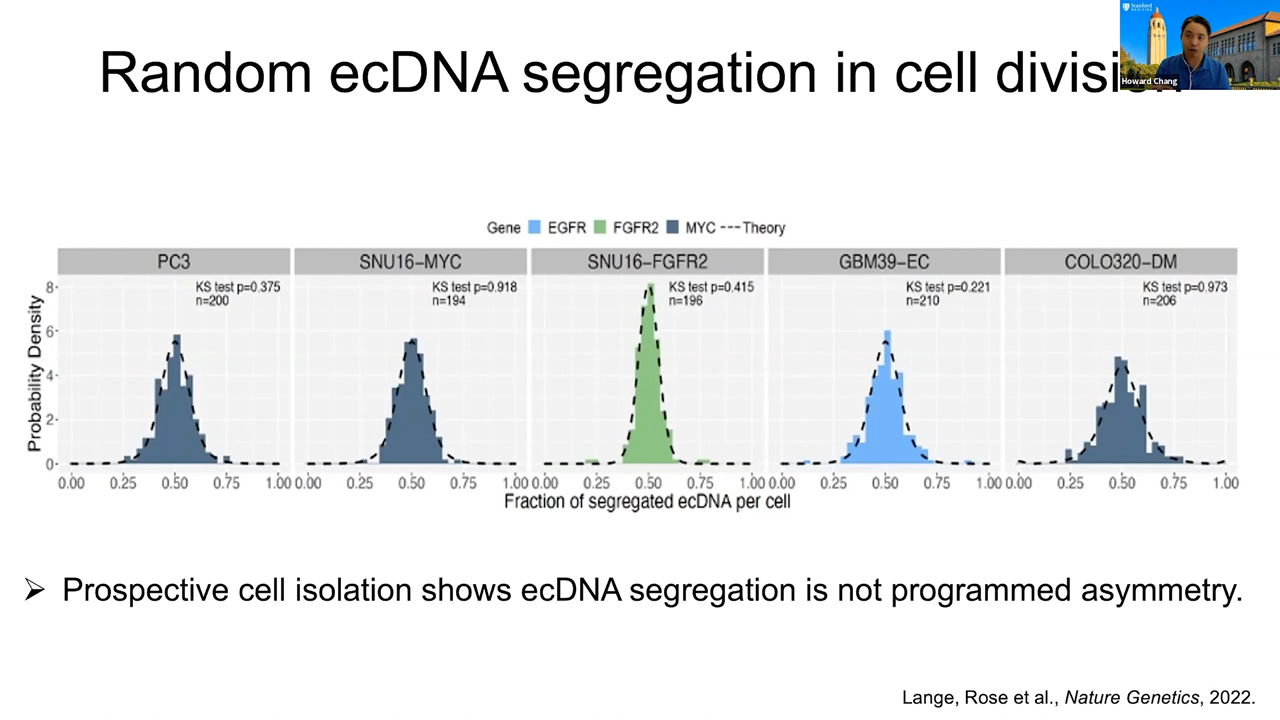 Stanford
MEDICINE
Howard Chang
Random ecDNA segregation in cell divisi
Gene EGFR FGFR2 MYC ---Theory
PC3 SNU16-MYC SNU16-FGFR2 GBM39-EC COLO320-DM
KS test p=0.375 KS test p=0.918 KS test p=0.415 KS test p=0.221 KS test p=0.973
n=200 n=194 n=196 n=210 n=206
Probability Density
8
6
4
2
0
0.00 0.25 0.50 0.75 1.00 0.00 0.25 0.50 0.75 1.00 0.00 0.25 0.50 0.75 1.00 0.00 0.25 0.50 0.75 1.00 0.00 0.25 0.50 0.75 1.00
Fraction of segregated ecDNA per cell
➢ Prospective cell isolation shows ecDNA segregation is not programmed asymmetry.
Lange, Rose et al., Nature Genetics, 2022.